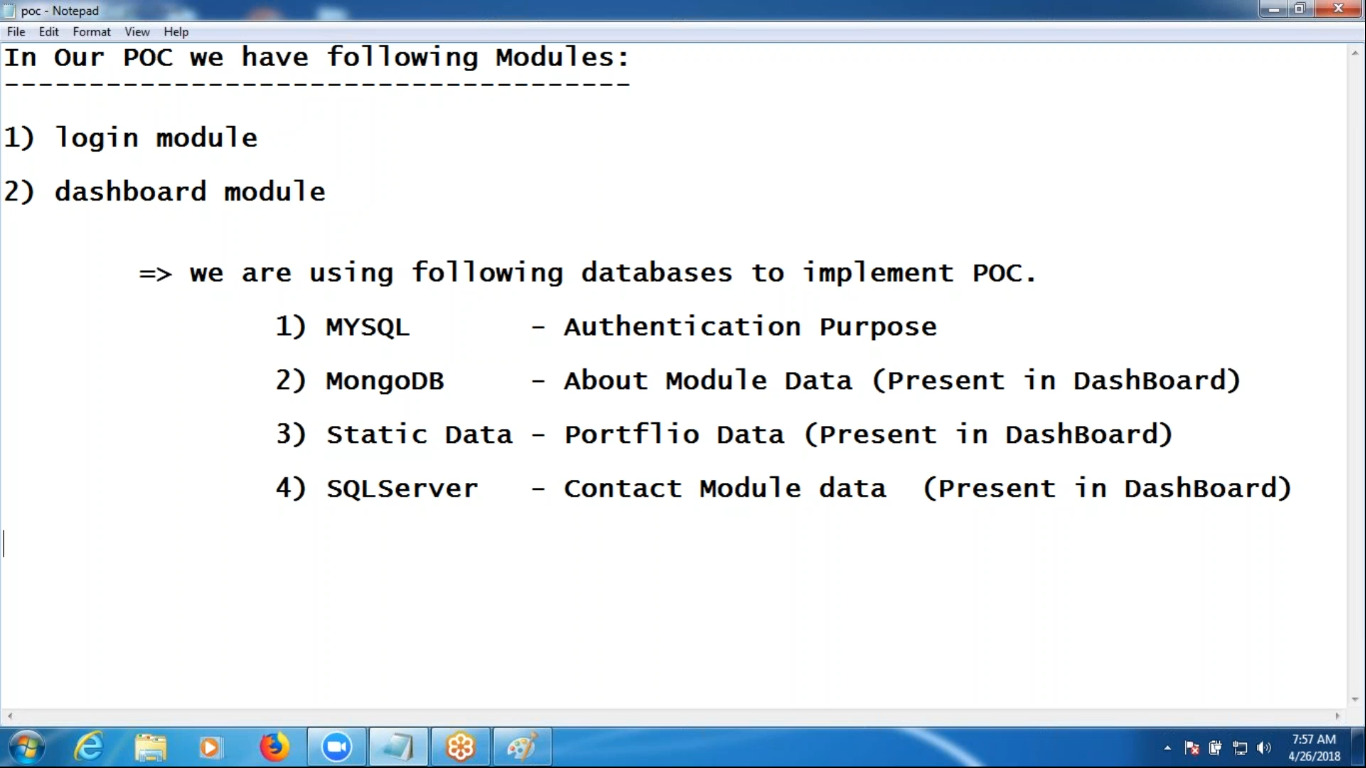 poc - Notepad
File Edit Format View Help
In Our POC we have following Modules:
-------------------------------------
1) login module
2) dashboard module
=> we are using following databases to implement POC.
1) MYSQL - Authentication Purpose
2) MongoDB - About Module Data (Present in DashBoard)
3) Static Data - Portflio Data (Present in DashBoard)
4) SQLServer - Contact Module data (Present in DashBoard)
7:57 AM
4/26/2018